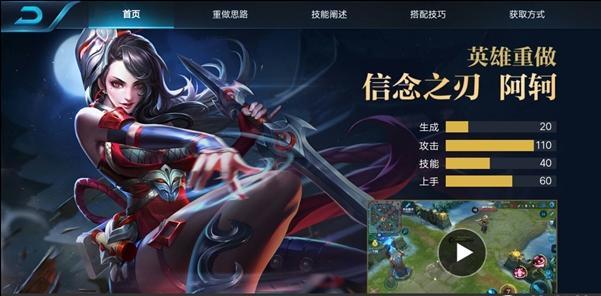 首页
重做思路
技能阐述
搭配技巧
获取方式
英雄重做
信念之刃 阿轲
生成 20
攻击 110
技能 40
上手 60